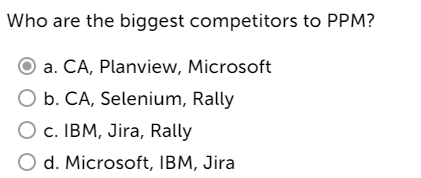 Who are the biggest competitors to PPM?
a. CA, Planview, Microsoft
b. CA, Selenium, Rally
c. IBM, Jira, Rally
d. Microsoft, IBM, Jira